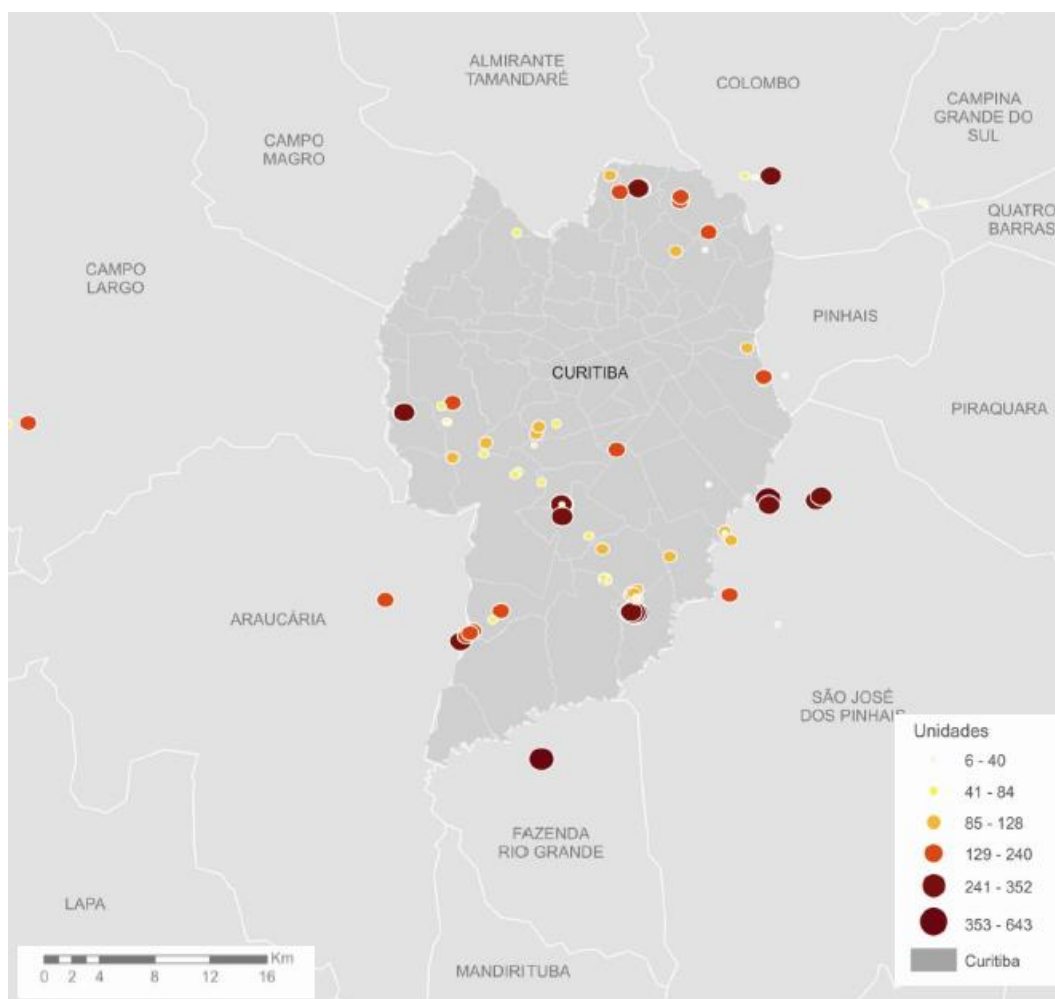 ALMIRANTE
TAMANDARÉ
COLOMBO
CAMPINA
GRANDE DO
SUL
CAMPO
MAGRO
QUATRO
BARRAS
CAMPO
LARGO
PINHAIS
CURITIBA
PIRAQUARA
ARAUCÁRIA
SÃO JOSÉ
DOS PINHAIS
FAZENDA
RIO GRANDE
LAPA
MANDIRITUBA
Unidades
6 - 40
41 - 84
85 - 128
129 - 240
241 - 352
353 - 643
Curitiba
Km
0 2 4 8 12 16